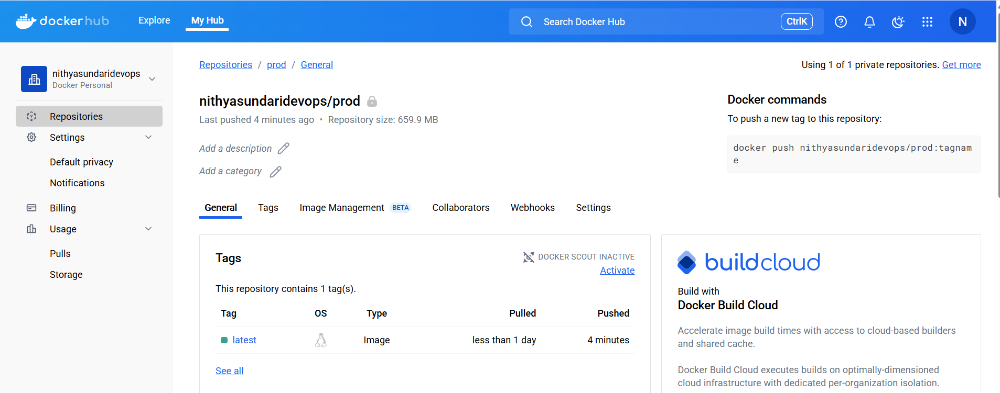 dockerhub
Explore
My Hub
Search Docker Hub
CtrlK
N
nithyasundaridevops
Docker Personal
Repositories
Settings
Default privacy
Notifications
Billing
Usage
Pulls
Storage
Repositories / prod / General
Using 1 of 1 private repositories. Get more
nithyasundaridevops/prod
Last pushed 4 minutes ago • Repository size: 659.9 MB
Add a description
Add a category
Docker commands
To push a new tag to this repository:
docker push nithyasundaridevops/prod:tagnam
e
General
Tags
Image Management BETA
Collaborators
Webhooks
Settings
Tags
DOCKER SCOUT INACTIVE
Activate
This repository contains 1 tag(s).
Tag OS Type Pulled Pushed
latest Image less than 1 day 4 minutes
See all
buildcloud
Build with
Docker Build Cloud
Accelerate image build times with access to cloud-based builders
and shared cache.
Docker Build Cloud executes builds on optimally-dimensioned
cloud infrastructure with dedicated per-organization isolation.